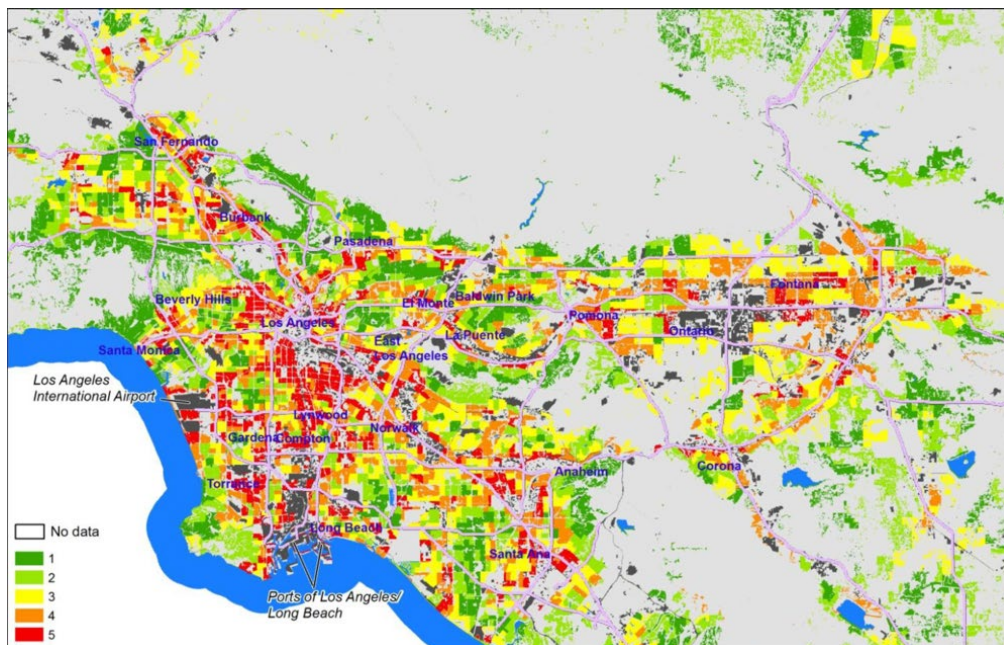 San Fernando
Burbank
Pasadena
Beverly Hills
El Monte
Baldwin Park
Fontana
Los Angeles
Pomona
Ontario
East
Los Angeles
La Puente
Santa Monica
Los Angeles
International Airport
Lynwood
Norwalk
Gardena
Compton
Anaheim
Corona
Torrance
Long Beach
Santa Ana
No data
1
2
3
4
5
Ports of Los Angeles/
Long Beach